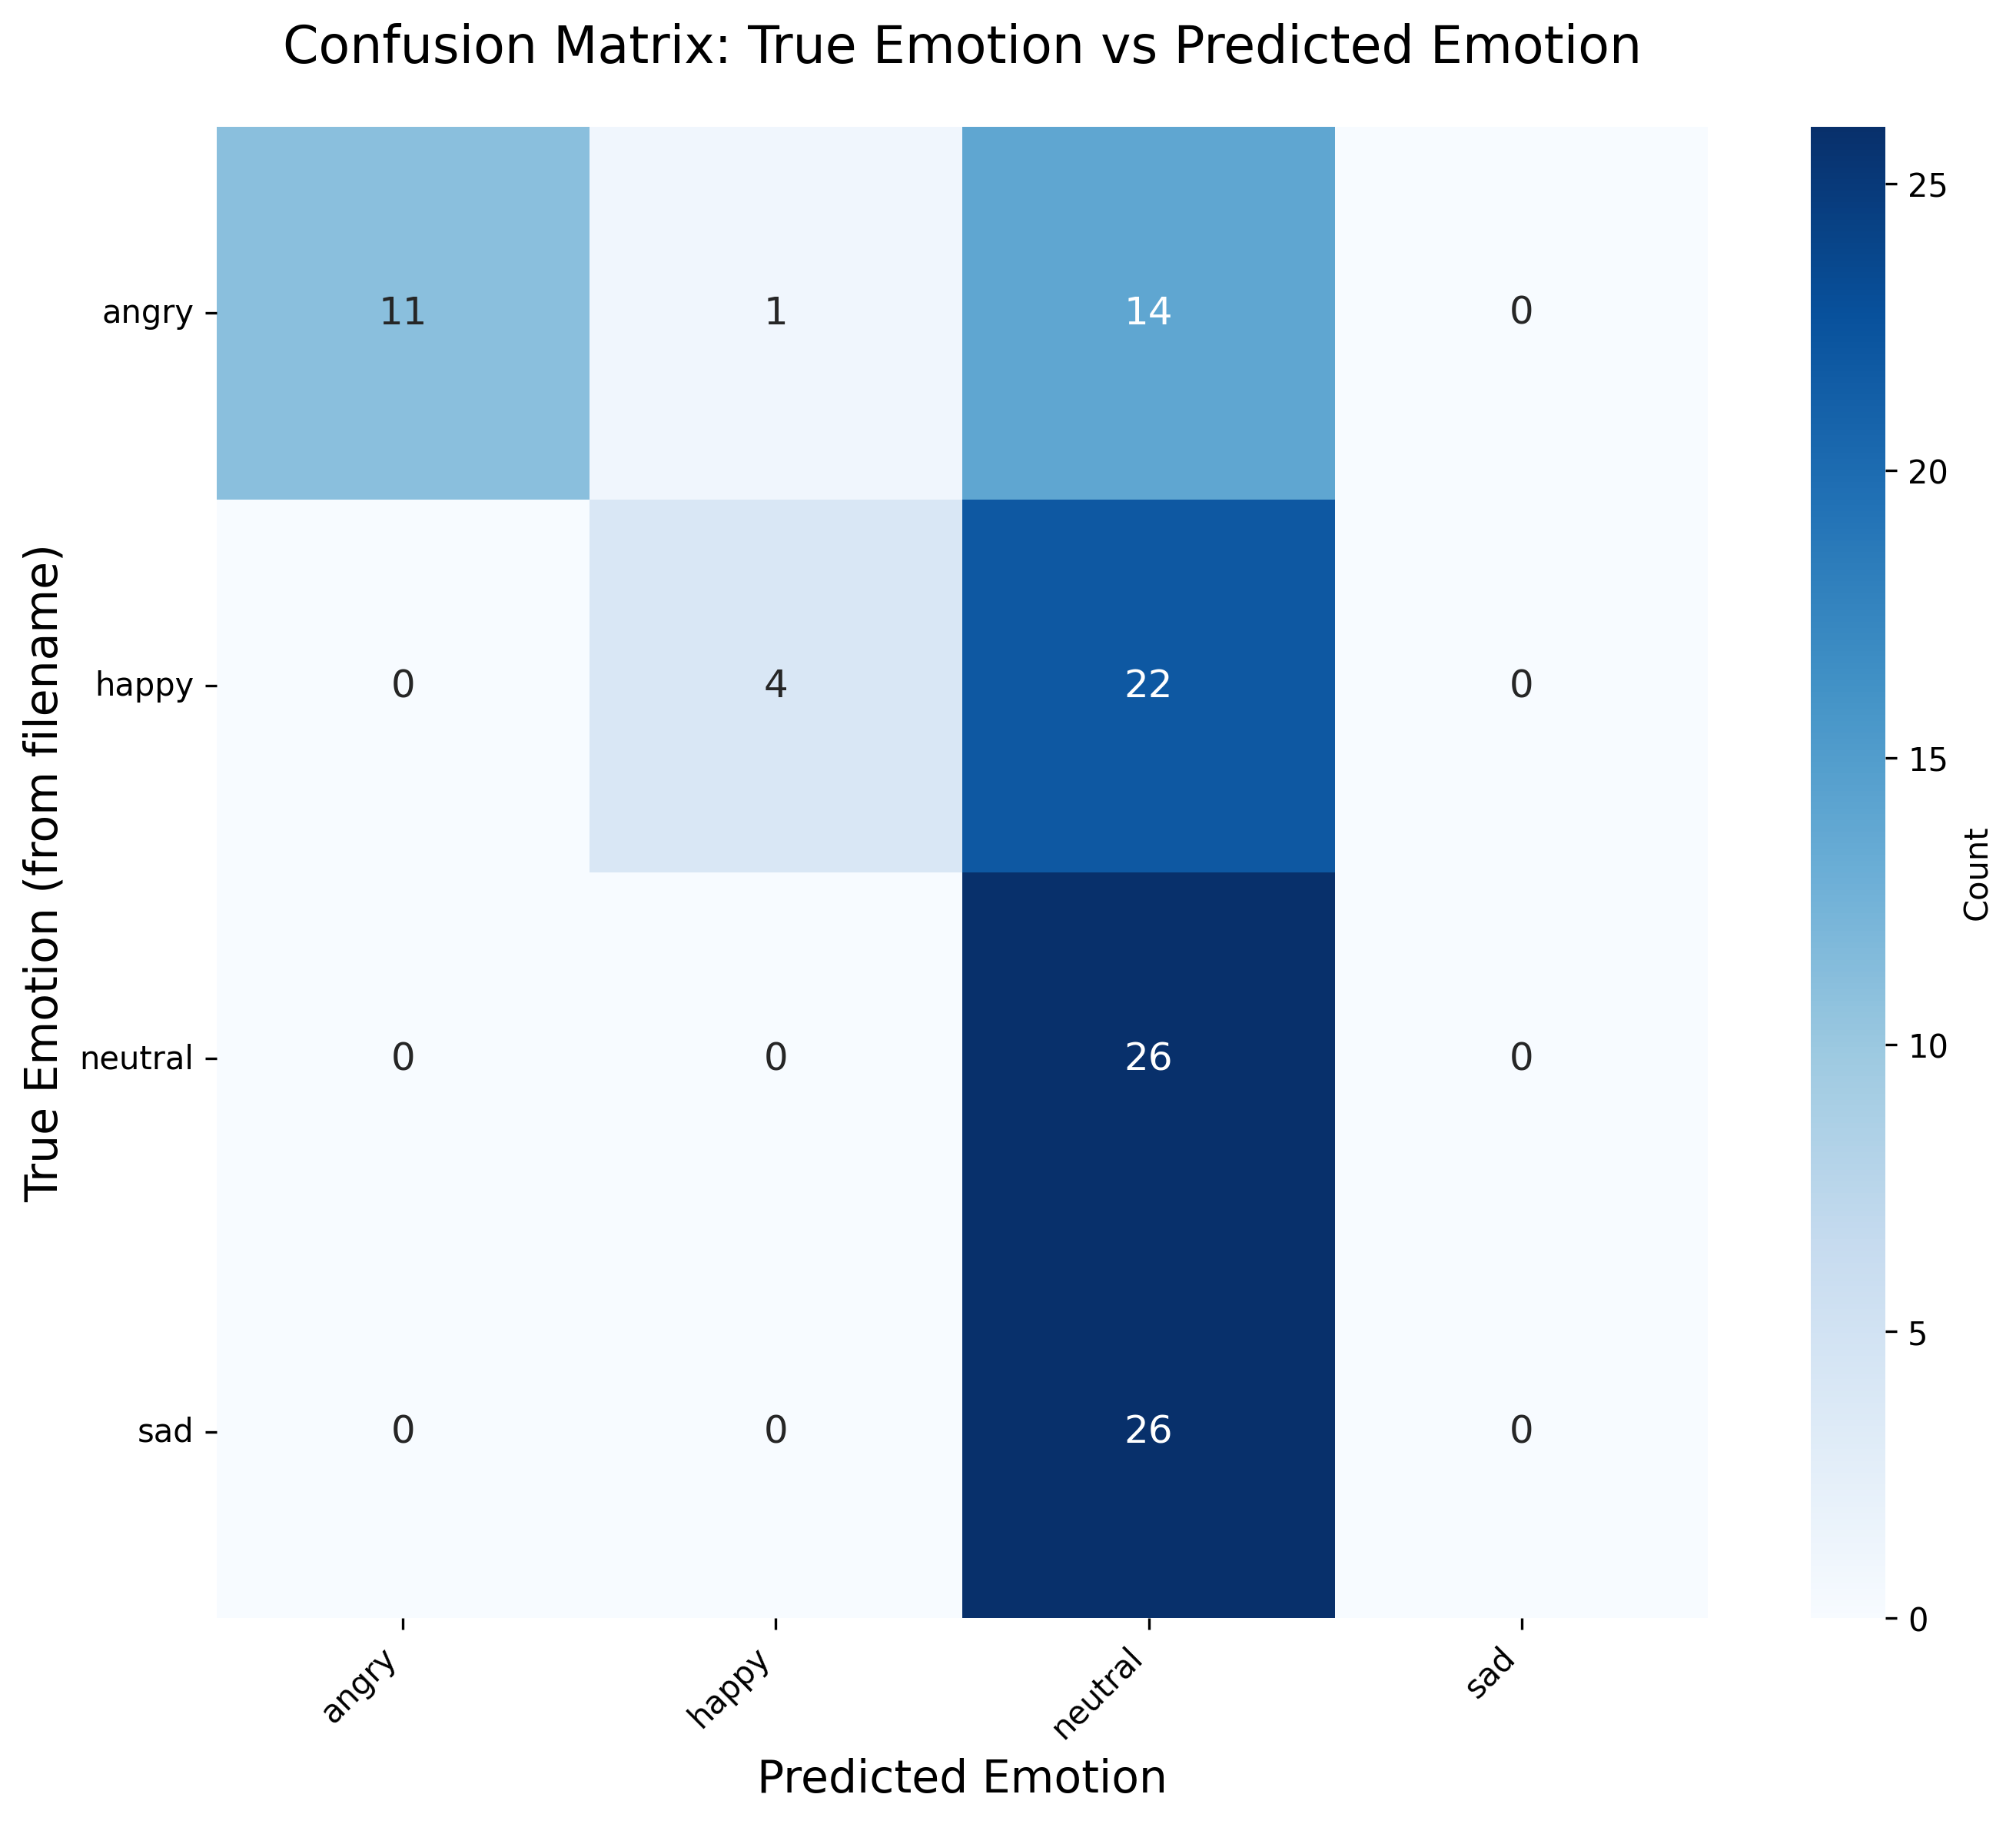 Confusion Matrix: True Emotion vs Predicted Emotion
True Emotion (from filename)
angry
11
1
14
0
happy
0
4
22
0
neutral
0
0
26
0
sad
0
0
26
0
angry
happy
neutral
sad
Predicted Emotion
25
20
15
10
5
0
Count